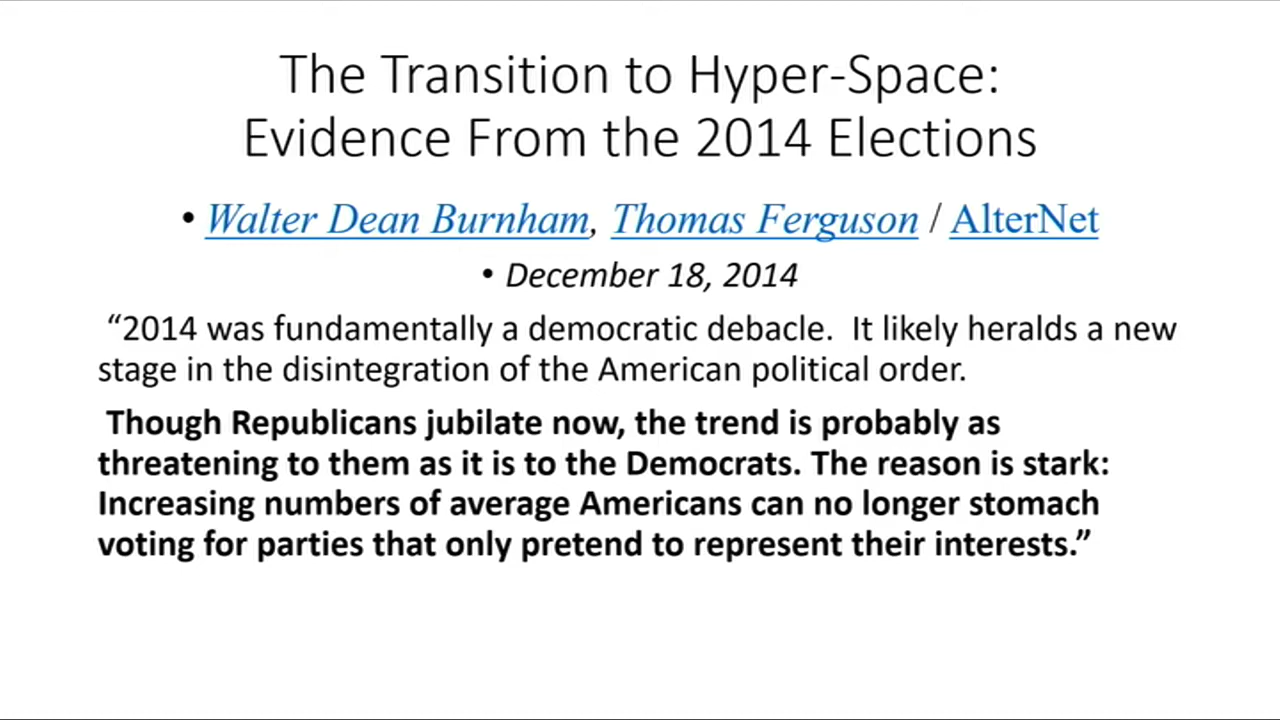 The Transition to Hyper-Space:
Evidence From the 2014 Elections
• Walter Dean Burnham, Thomas Ferguson / AlterNet
• December 18, 2014
“2014 was fundamentally a democratic debacle.  It likely heralds a new
stage in the disintegration of the American political order.
Though Republicans jubilate now, the trend is probably as
threatening to them as it is to the Democrats. The reason is stark:
Increasing numbers of average Americans can no longer stomach
voting for parties that only pretend to represent their interests.”